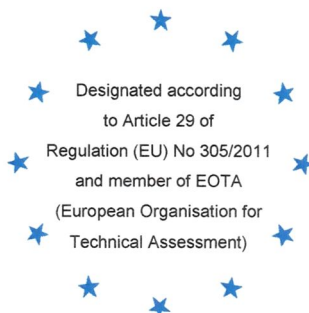 Designated according
to Article 29 of
Regulation (EU) No 305/2011
and member of EOTA
(European Organisation for
Technical Assessment)